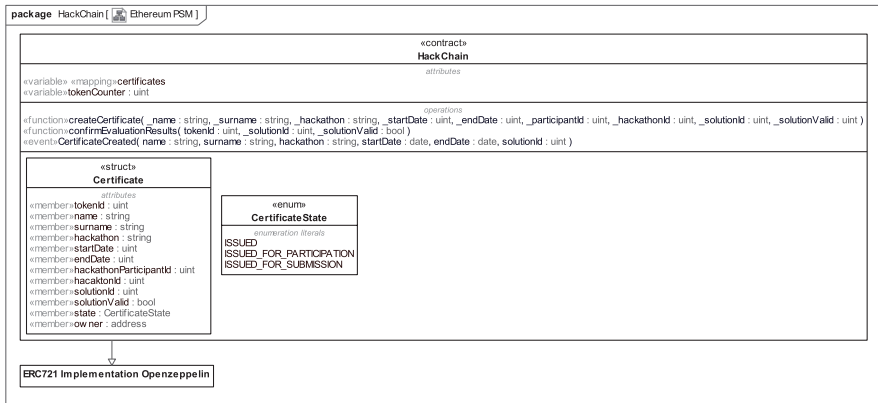 package HackChain [ Ethereum PSM ]
«contract»
HackChain
attributes
«variable» «mapping»certificates
«variable»tokenCounter : uint
operations
«function»createCertificate( _name : string, _surname : string, _hackathon : string, _startDate : uint, _endDate : uint, _participantId : uint, _hackathonId : uint, _solutionId : uint, _solutionValid : uint )
«function»confirmEvaluationResults( tokenId : uint, _solutionId : uint, _solutionValid : bool )
«event»CertificateCreated( name : string, surname : string, hackathon : string, startDate : date, endDate : date, solutionId : uint )
«struct»
Certificate
attributes
«member»tokenId : uint
«member»name : string
«member»surname : string
«member»hackathon : string
«member»startDate : uint
«member»endDate : uint
«member»hackathonParticipantId : uint
«member»hacaktonId : uint
«member»solutionId : uint
«member»solutionValid : bool
«member»state : CertificateState
«member»owner : address
«enum»
CertificateState
enumeration literals
ISSUED
ISSUED_FOR_PARTICIPATION
ISSUED_FOR_SUBMISSION
ERC721 Implementation Openzeppelin